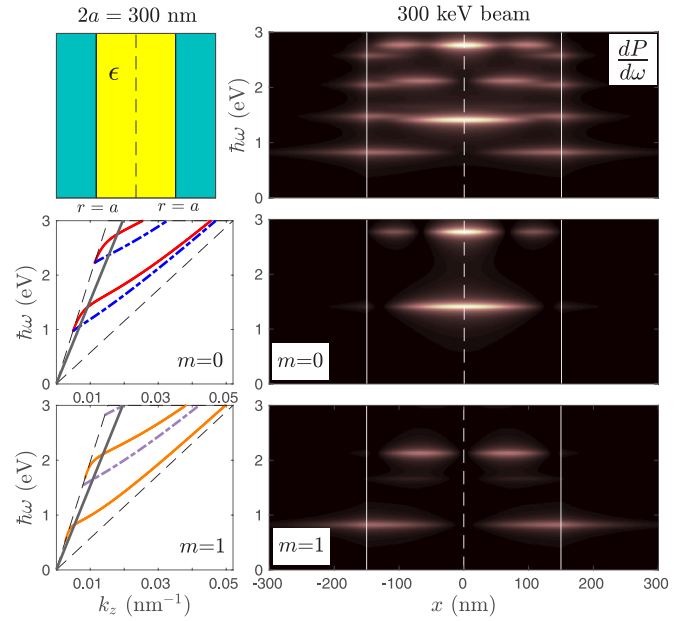 2a = 300 nm
300 keV beam
ϵ
r = a
r = a
ħω (eV)
3
2
1
0
dP/dω
ħω (eV)
3
2
1
0
0.01
0.03
0.05
m=0
3
2
1
0
m=0
ħω (eV)
3
2
1
0
0.01
0.03
0.05
k_z (nm⁻¹)
m=1
3
2
1
0
-300
-200
-100
0
100
200
300
x (nm)
m=1